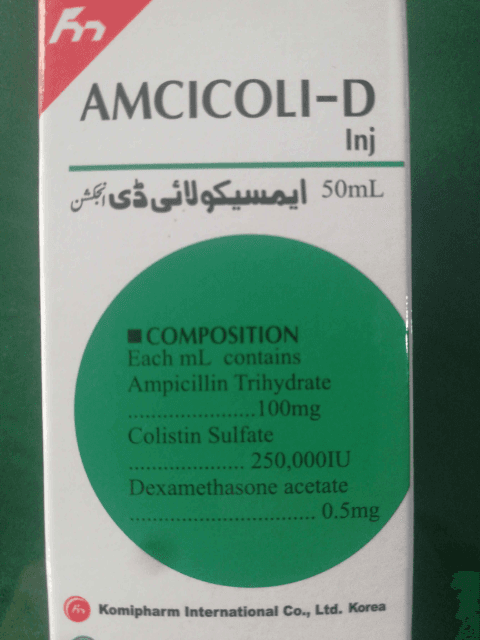 AMCICOLI-D
Inj
ایمسیکولائی ڈی انجکشن 50mL
■ COMPOSITION
Each mL contains
Ampicillin Trihydrate
......................100mg
Colistin Sulfate
.................... 250,000IU
Dexamethasone acetate
................................ 0.5mg
Komipharm International Co., Ltd. Korea